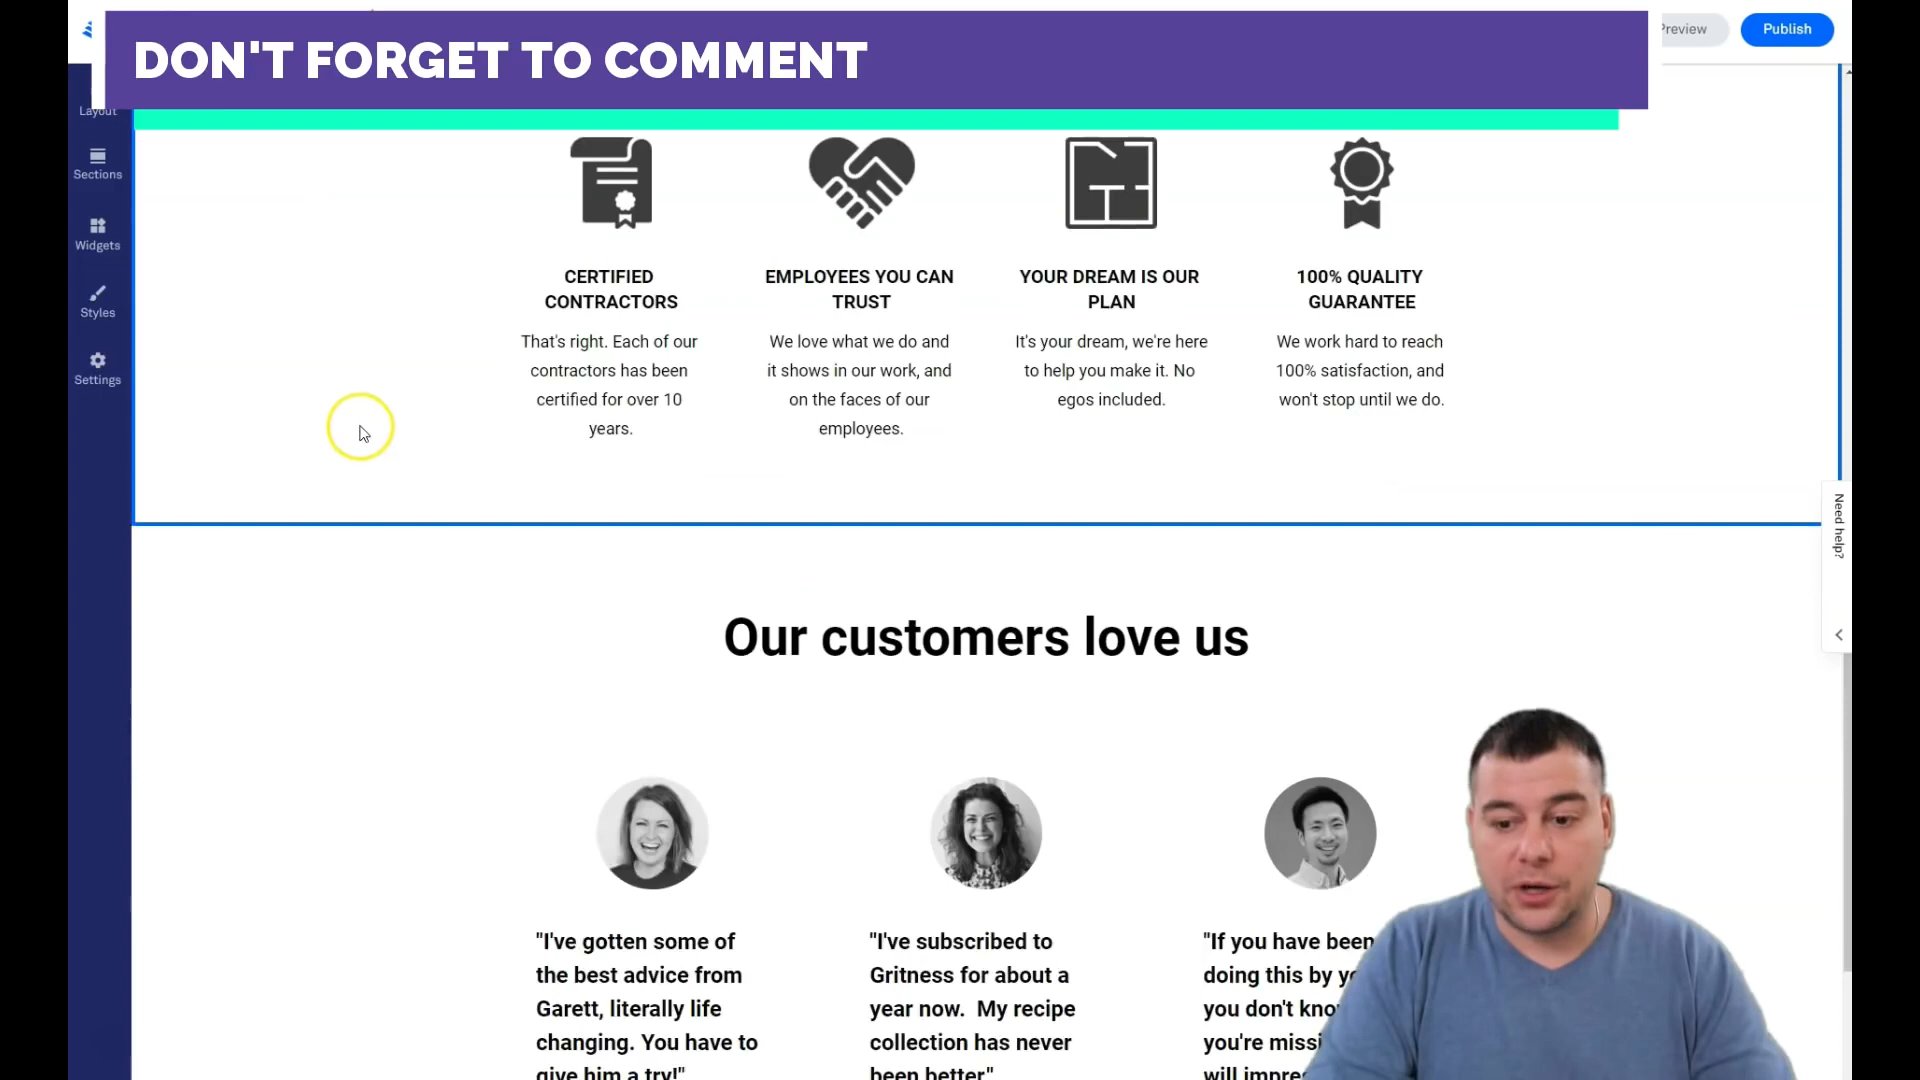 DON'T FORGET TO COMMENT
Preview
Publish
Layout
Sections
Widgets
Styles
Settings
CERTIFIED
CONTRACTORS
That's right. Each of our
contractors has been
certified for over 10
years.
EMPLOYEES YOU CAN
TRUST
We love what we do and
it shows in our work, and
on the faces of our
employees.
YOUR DREAM IS OUR
PLAN
It's your dream, we're here
to help you make it. No
egos included.
100% QUALITY
GUARANTEE
We work hard to reach
100% satisfaction, and
won't stop until we do.
Need help?
Our customers love us
"I've gotten some of
the best advice from
Garett, literally life
changing. You have to
give him a try!"
"I've subscribed to
Gritness for about a
year now. My recipe
collection has never
been better"
"If you have been
doing this by
you don't
you're
will